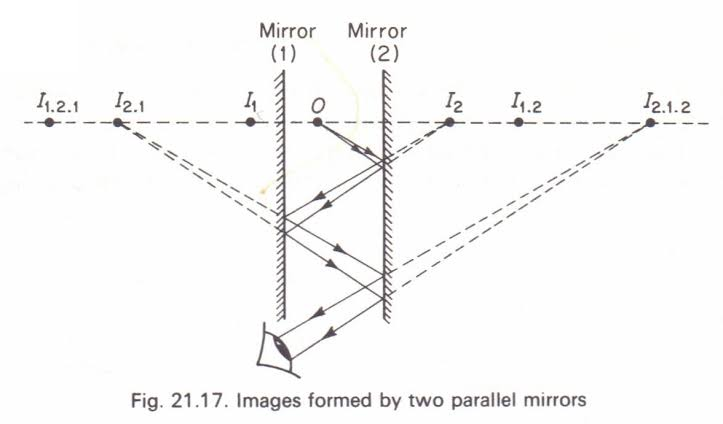 Mirror Mirror
(1) (2)
I1.2.1 I2.1 I1 O I2 I1.2 I2.1.2
Fig. 21.17. Images formed by two parallel mirrors